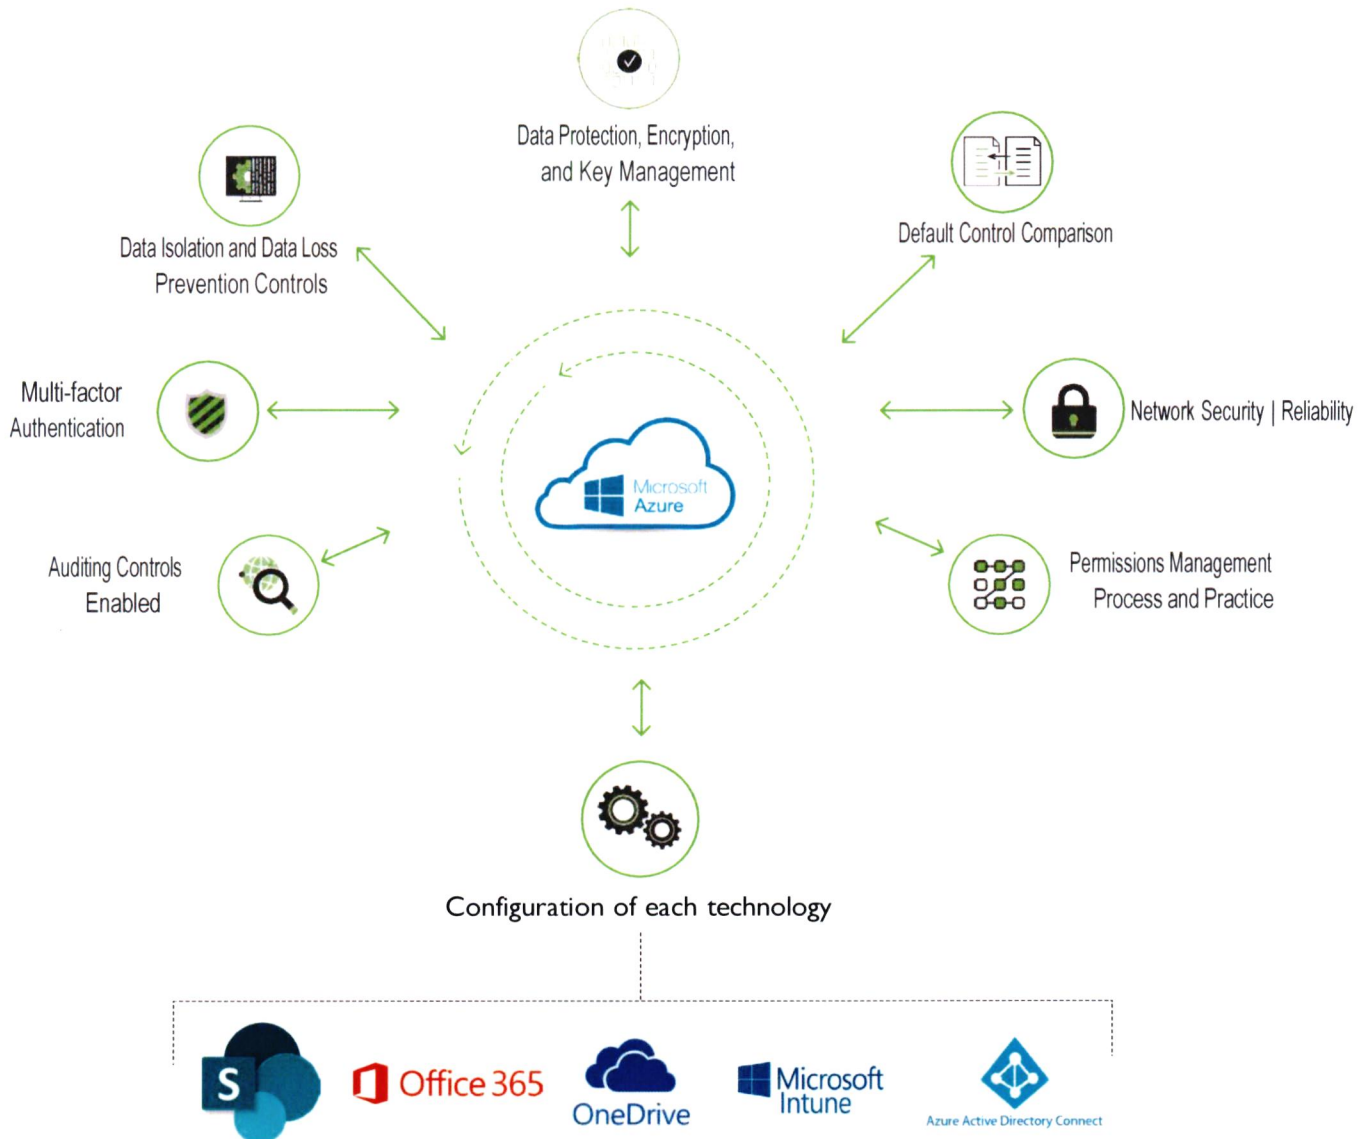 Data Protection, Encryption,
and Key Management
Data Isolation and Data Loss
Prevention Controls
Default Control Comparison
Multi-factor
Authentication
Network Security | Reliability
Microsoft
Azure
Auditing Controls
Enabled
Permissions Management
Process and Practice
Configuration of each technology
S
Office 365
OneDrive
Microsoft
Intune
Azure Active Directory Connect